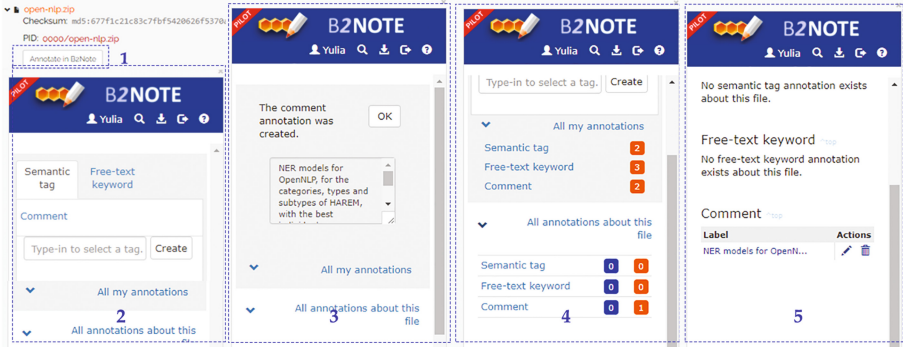 open-nlp.zip
Checksum: md5:677f1c21c83c7fbf5420626f5370
PID: 0000/open-nlp.zip
Annotate in B2Note
1
PILOT
B2NOTE
Yulia
Semantic tag
Free-text keyword
Comment
Type-in to select a tag.
Create
All my annotations
All annotations about this
2
PILOT
B2NOTE
Yulia
The comment
annotation was
created.
OK
NER models for
OpenNLP, for the
categories, types and
subtypes of HAREM,
with the best
All my annotations
All annotations about this
file
3
PILOT
B2NOTE
Yulia
Type-in to select a tag.
Create
All my annotations
Semantic tag 2
Free-text keyword 3
Comment 2
All annotations about this
file
Semantic tag 0 0
Free-text keyword 0 0
Comment 0 1
4
PILOT
B2NOTE
Yulia
No semantic tag annotation exists
about this file.
Free-text keyword
No free-text keyword annotation
exists about this file.
Comment
Label Actions
NER models for OpenN...
5